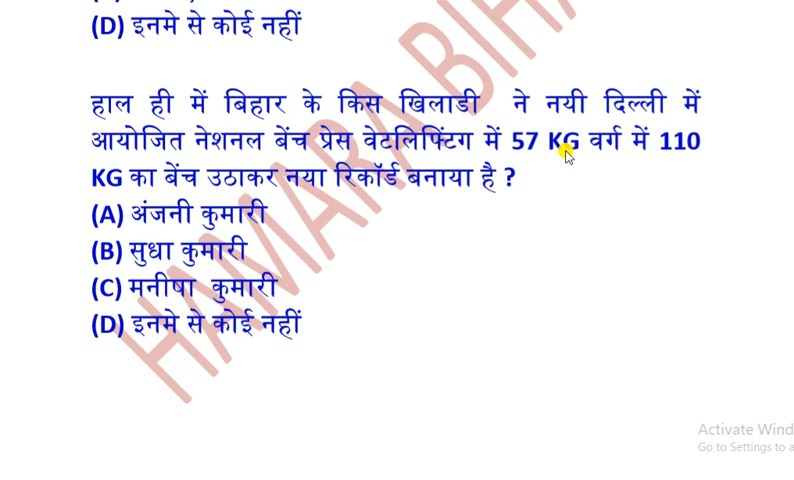 (D) इनमे से कोई नहीं
हाल ही में बिहार के किस खिलाडी ने नयी दिल्ली में
आयोजित नेशनल बेंच प्रेस वेटलिफ्टिंग में 57 KG वर्ग में 110
KG का बेंच उठाकर नया रिकॉर्ड बनाया है ?
(A) अंजनी कुमारी
(B) सुधा कुमारी
(C) मनीषा कुमारी
(D) इनमे से कोई नहीं
HAMARA BIHA
Activate Wind
Go to Settings to a